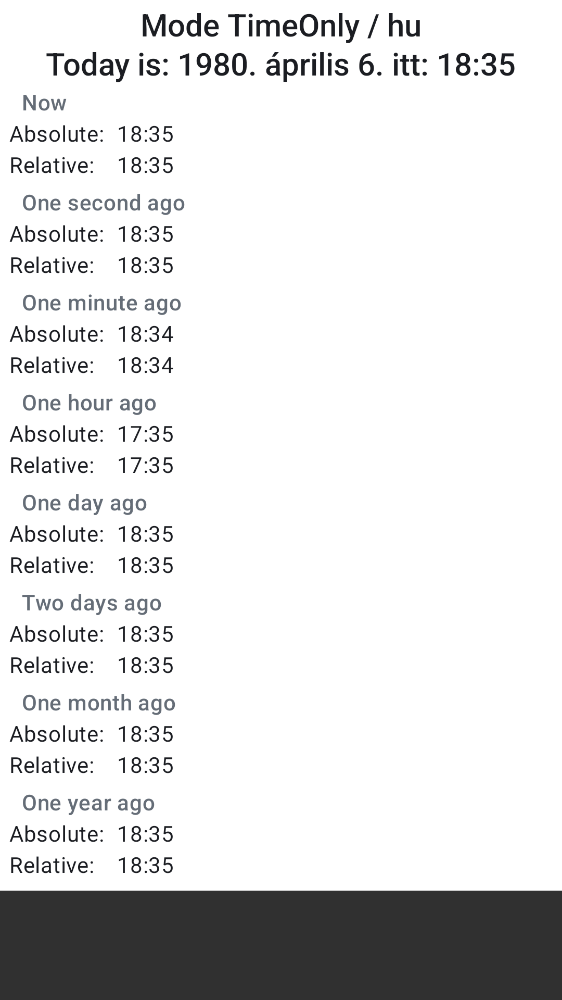 Mode TimeOnly / hu
Today is: 1980. április 6. itt: 18:35
Now
Absolute: 18:35
Relative: 18:35
One second ago
Absolute: 18:35
Relative: 18:35
One minute ago
Absolute: 18:34
Relative: 18:34
One hour ago
Absolute: 17:35
Relative: 17:35
One day ago
Absolute: 18:35
Relative: 18:35
Two days ago
Absolute: 18:35
Relative: 18:35
One month ago
Absolute: 18:35
Relative: 18:35
One year ago
Absolute: 18:35
Relative: 18:35